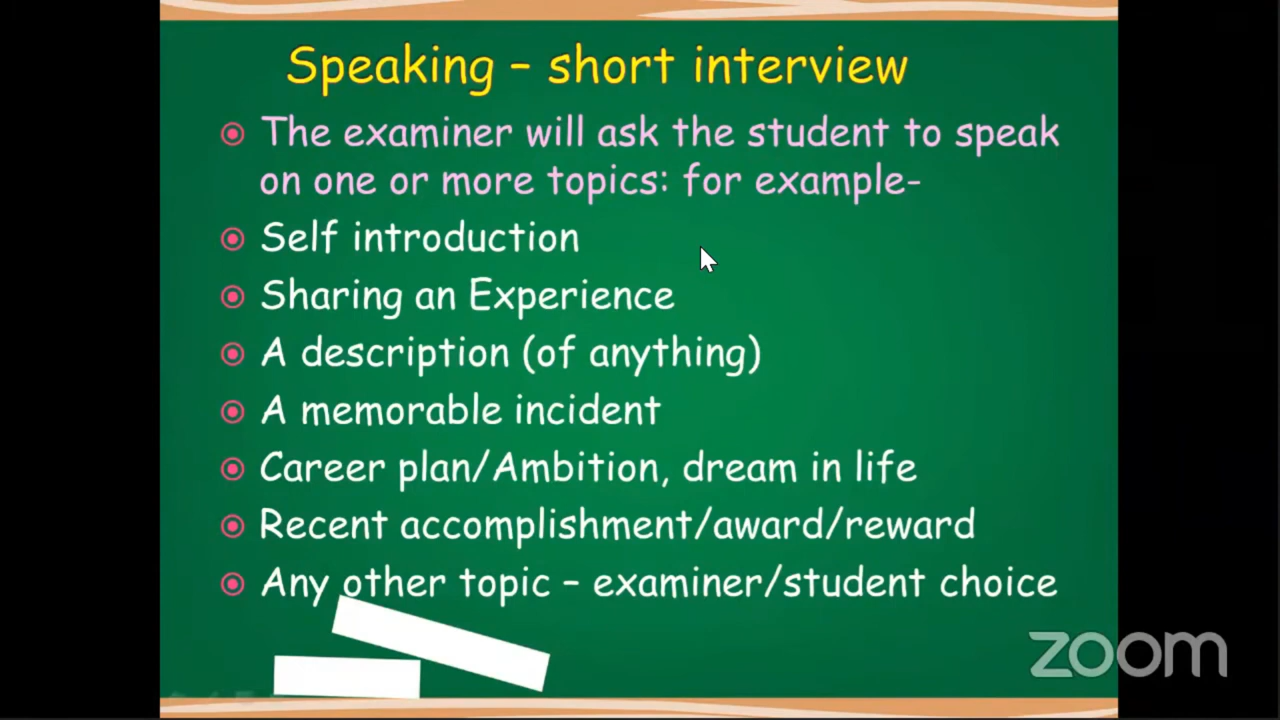 Speaking – short interview
The examiner will ask the student to speak
on one or more topics: for example-
Self introduction
Sharing an Experience
A description (of anything)
A memorable incident
Career plan/Ambition, dream in life
Recent accomplishment/award/reward
Any other topic – examiner/student choice
zoom